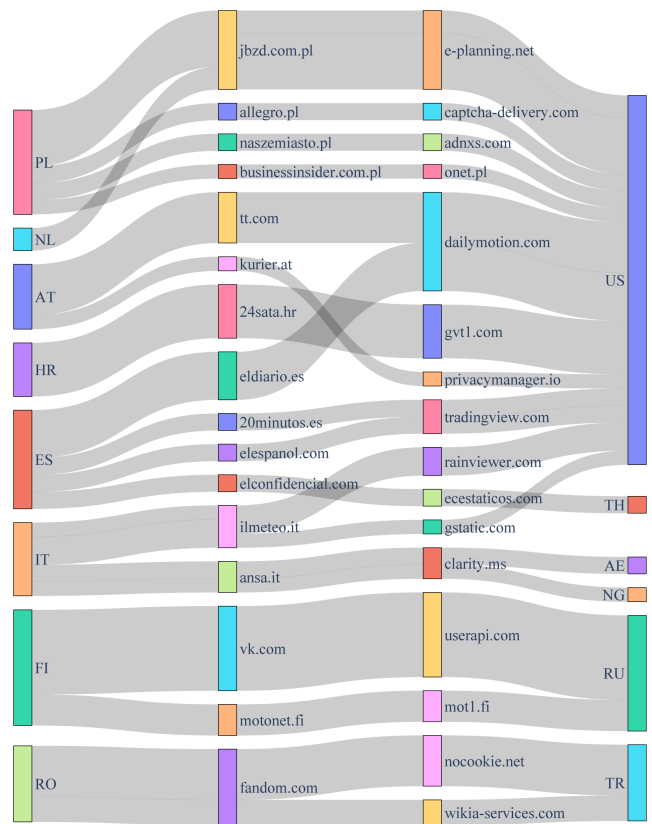 jbzd.com.pl
e-planning.net
allegro.pl
captcha-delivery.com
naszemiasto.pl
adnxs.com
PL
businessinsider.com.pl
onet.pl
tt.com
NL
dailymotion.com
kurier.at
US
AT
24sata.hr
gvt1.com
HR
eldiario.es
privacymanager.io
20minutos.es
tradingview.com
elespanol.com
ES
rainviewer.com
elconfidencial.com
ecestaticos.com
TH
ilmeteo.it
gstatic.com
IT
clarity.ms
AE
ansa.it
NG
userapi.com
vk.com
FI
RU
motonet.fi
mot1.fi
nocookie.net
RO
fandom.com
TR
wikia-services.com